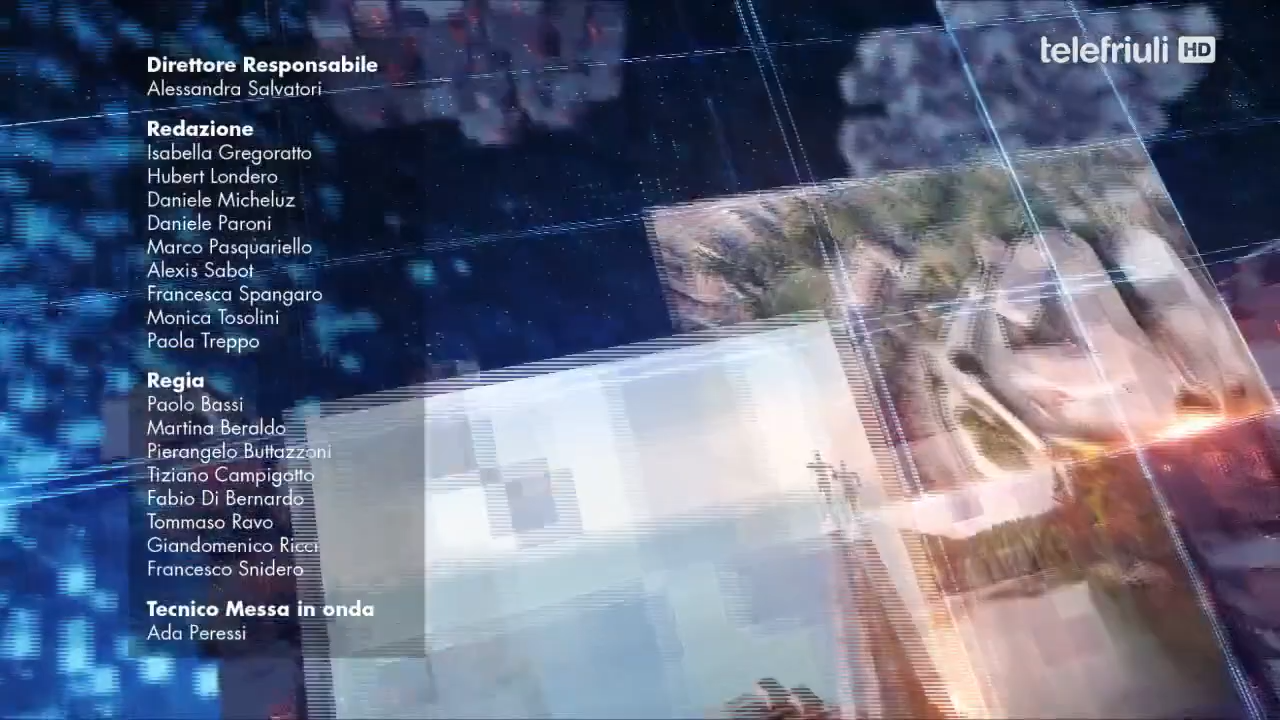 telefriuli HD
Direttore Responsabile
Alessandra Salvatori
Redazione
Isabella Gregoratto
Hubert Londero
Daniele Micheluz
Daniele Paroni
Marco Pasquariello
Alexis Sabot
Francesca Spangaro
Monica Tosolini
Paola Treppo
Regia
Paolo Bassi
Martina Beraldo
Pierangelo Buttazzoni
Tiziano Campigotto
Fabio Di Bernardo
Tommaso Ravo
Giandomenico Ricci
Francesco Snidero
Tecnico Messa in onda
Ada Peressi